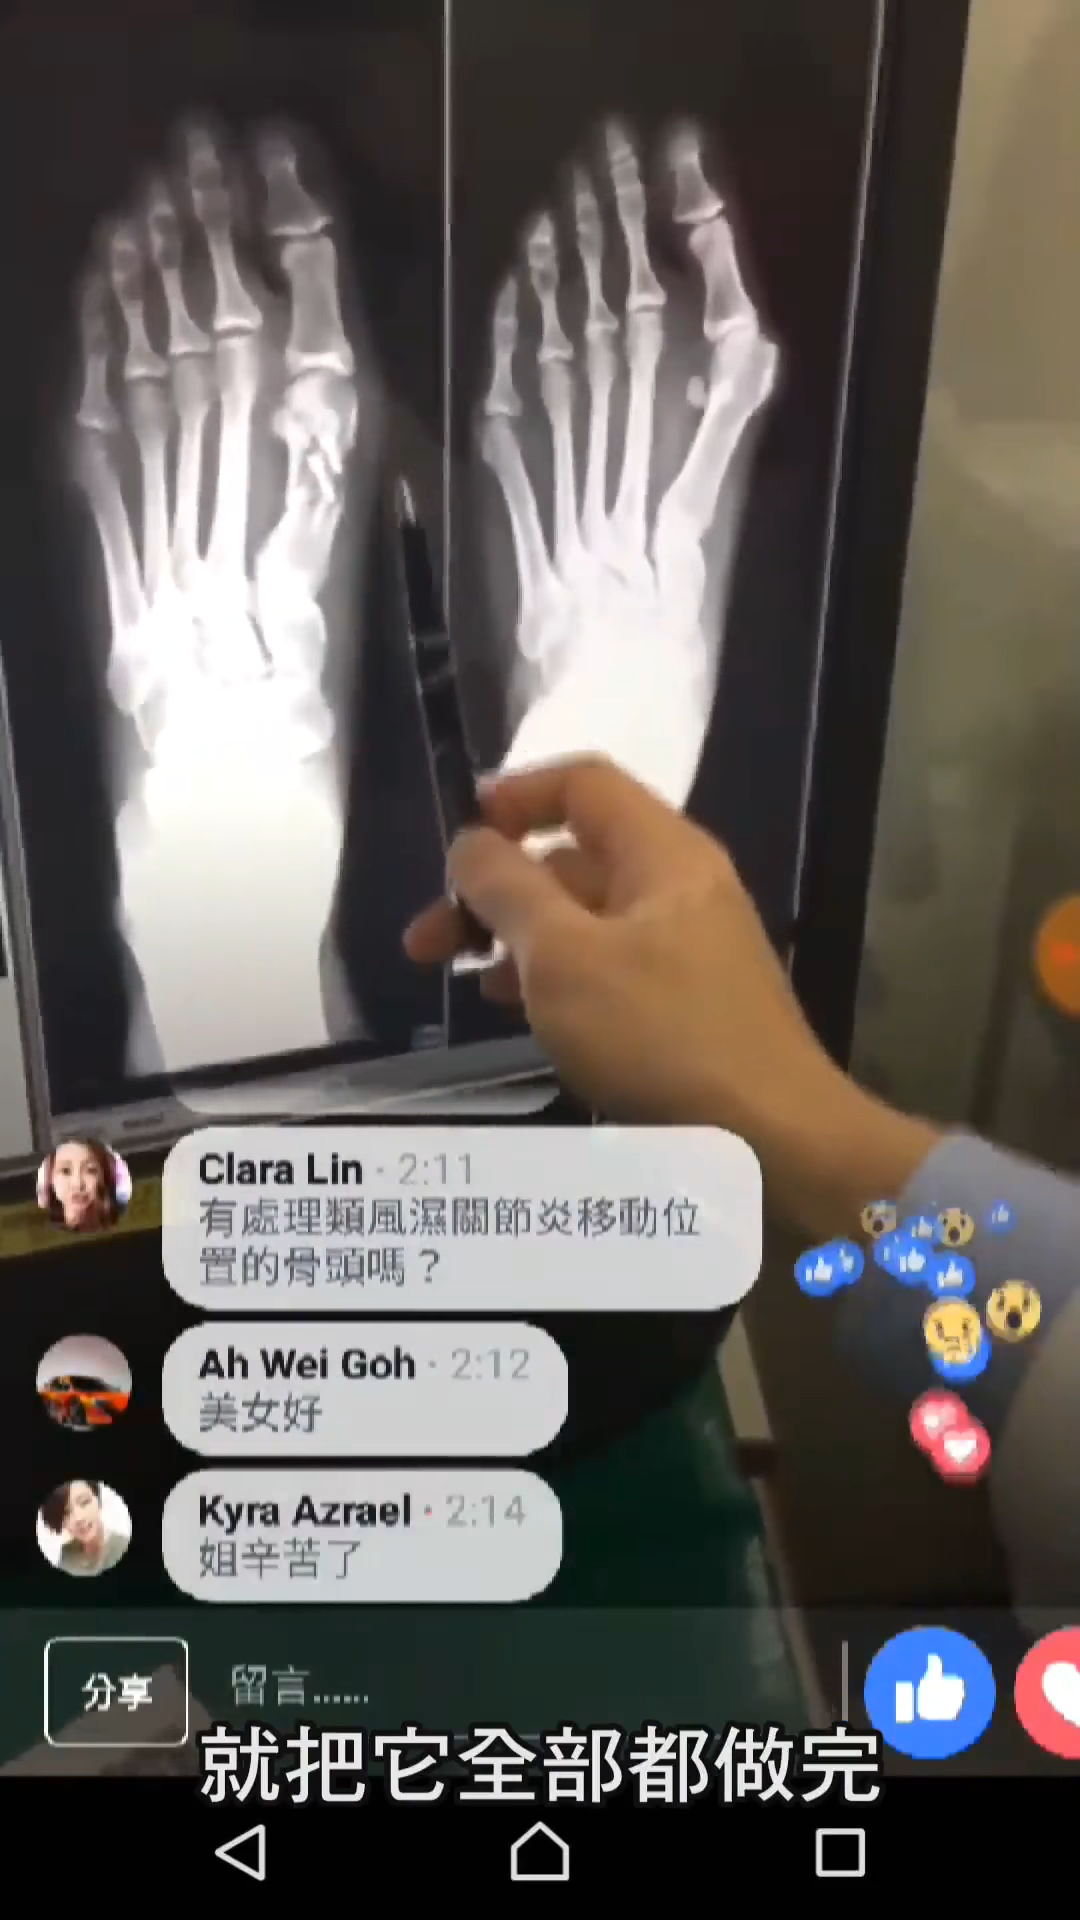 Clara Lin · 2:11
有處理類風濕關節炎移動位
置的骨頭嗎？
Ah Wei Goh · 2:12
美女好
Kyra Azrael · 2:14
姐辛苦了
分享
留言......
就把它全部都做完